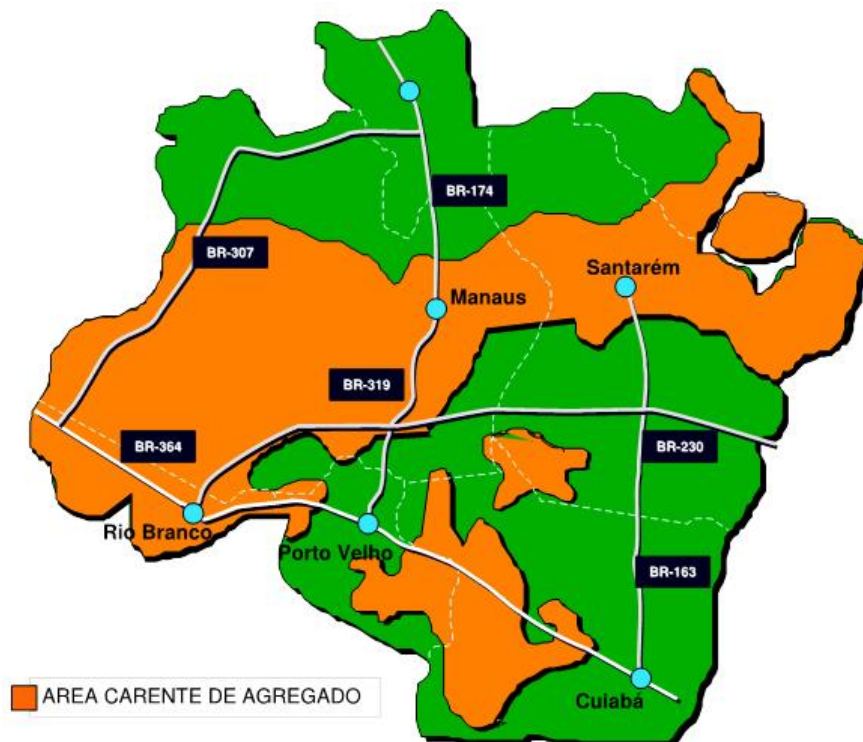 BR-174
BR-307
Santarém
Manaus
BR-319
BR-364
BR-230
Rio Branco
Porto Velho
BR-163
Cuiabá
AREA CARENTE DE AGREGADO